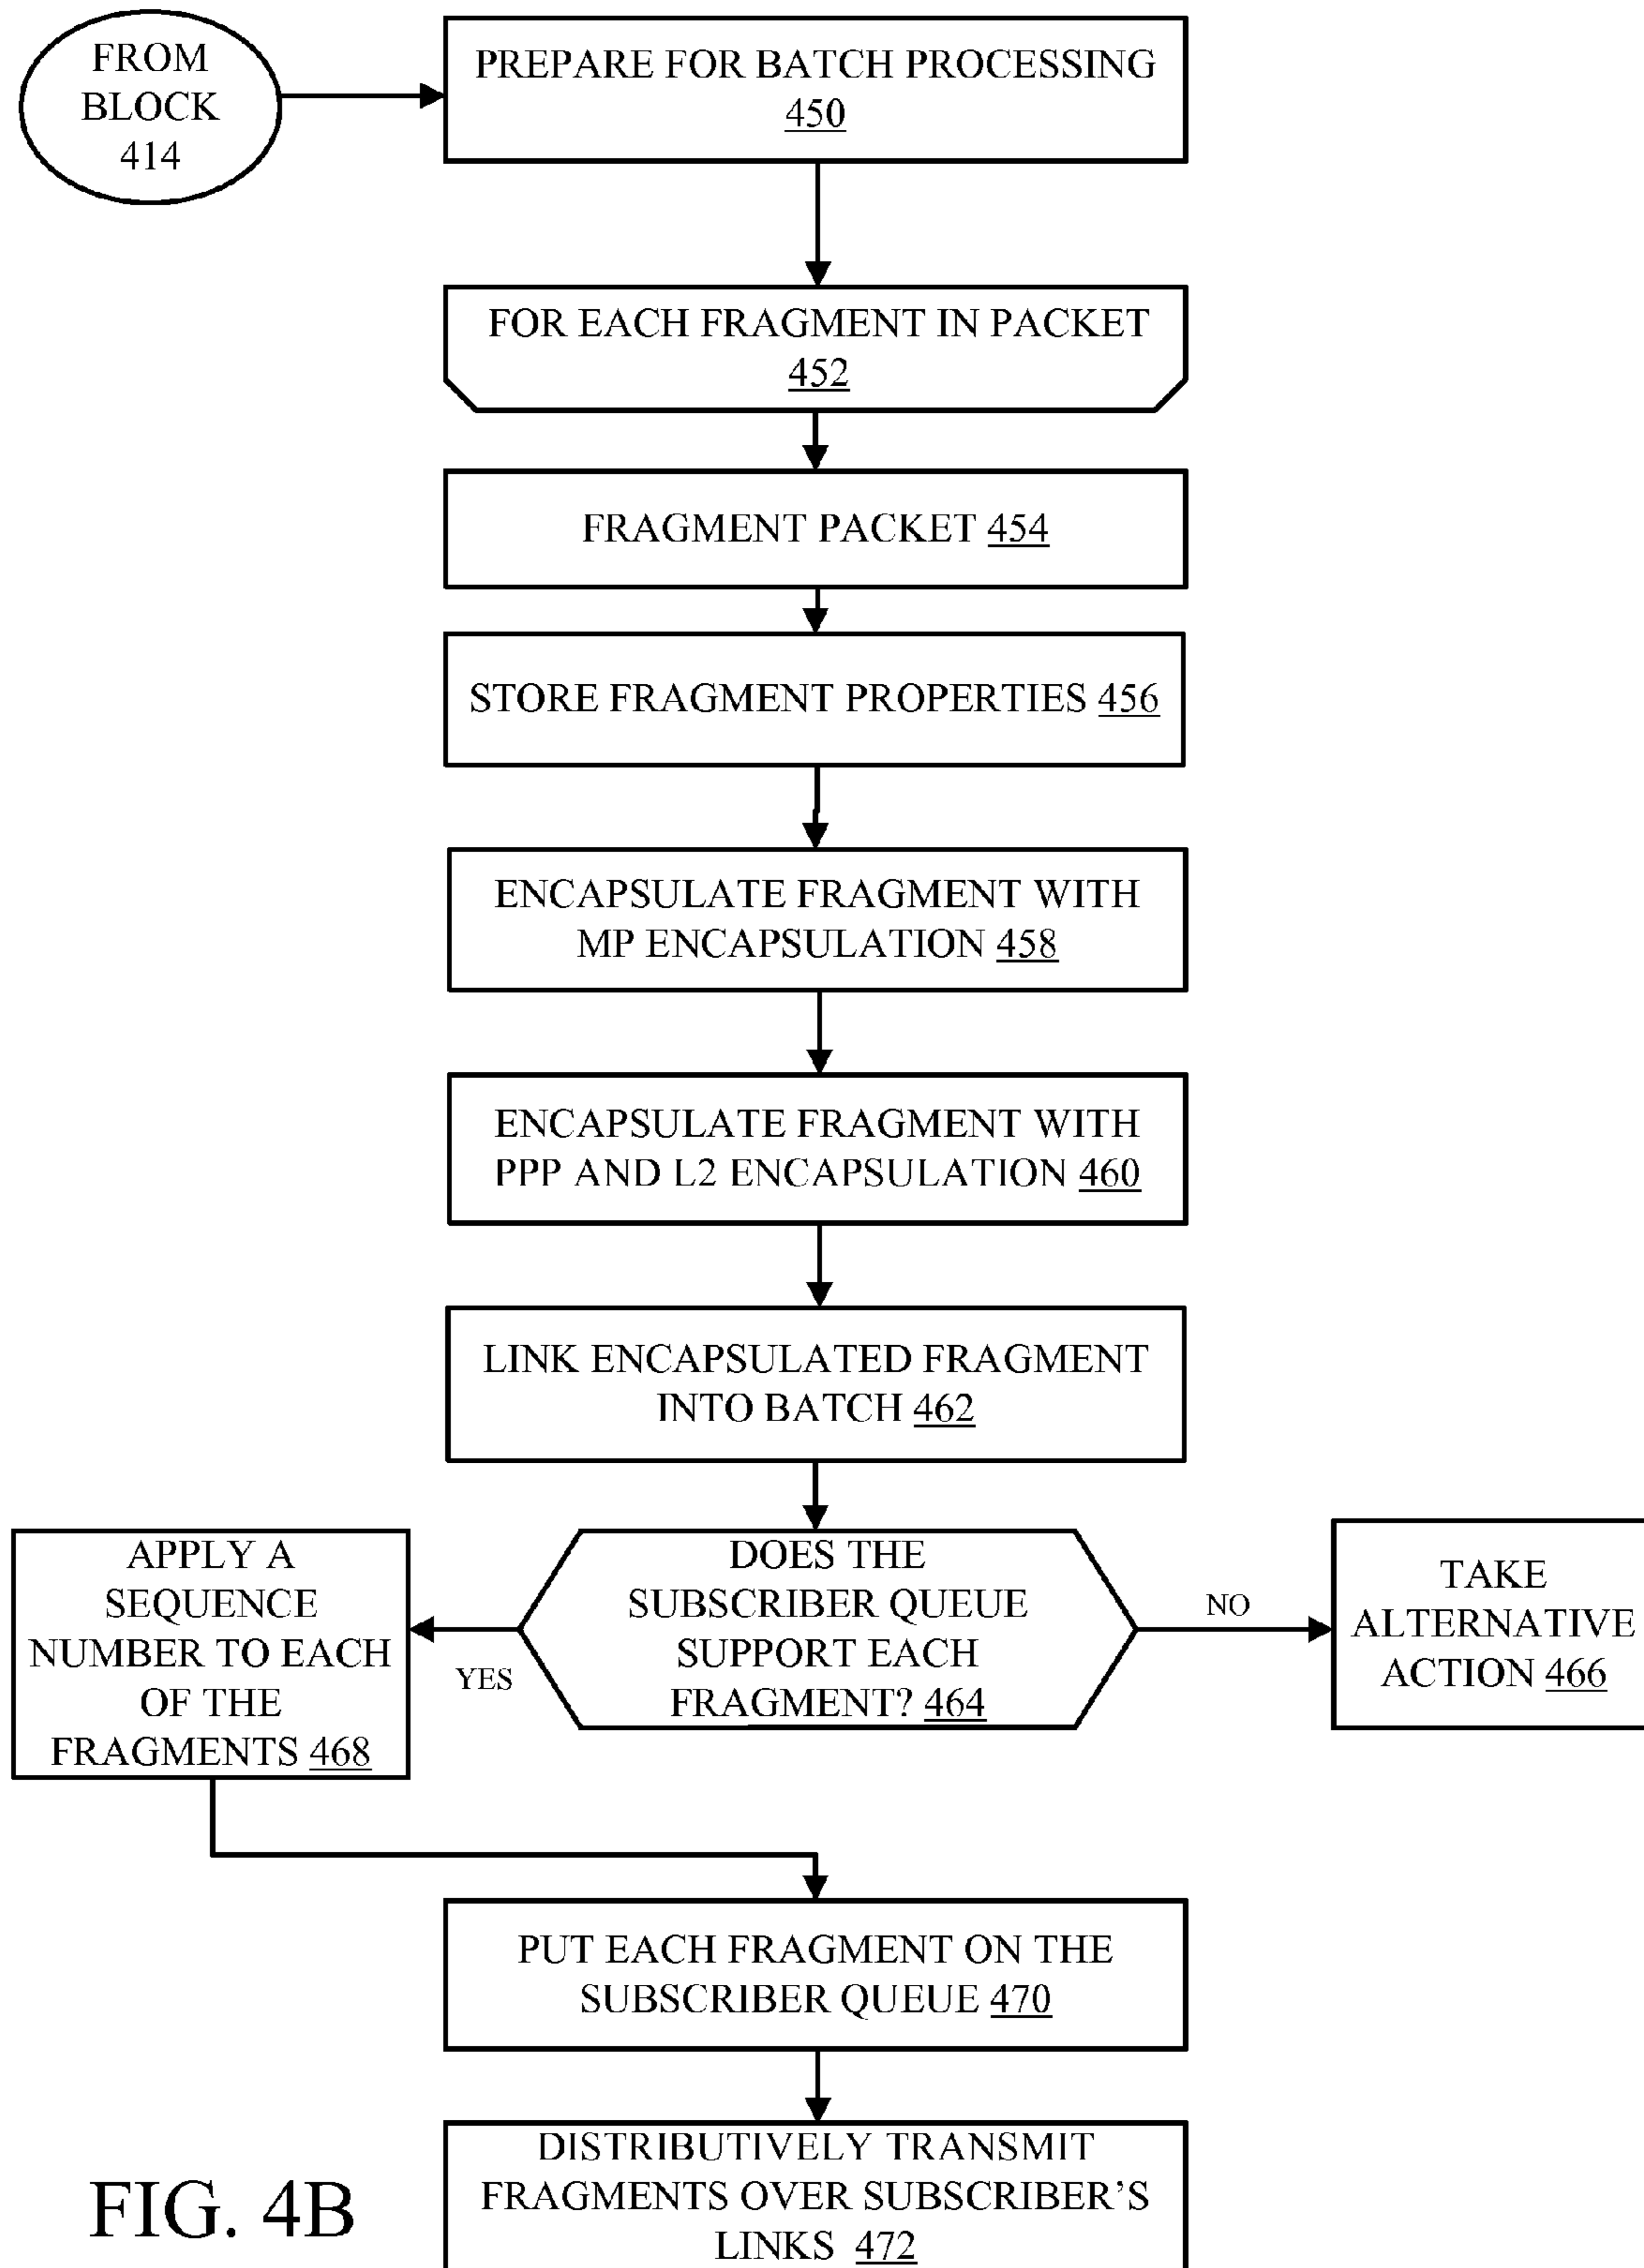 FROM
BLOCK
414
PREPARE FOR BATCH PROCESSING
450
FOR EACH FRAGMENT IN PACKET
452
FRAGMENT PACKET 454
STORE FRAGMENT PROPERTIES 456
ENCAPSULATE FRAGMENT WITH
MP ENCAPSULATION 458
ENCAPSULATE FRAGMENT WITH
PPP AND L2 ENCAPSULATION 460
LINK ENCAPSULATED FRAGMENT
INTO BATCH 462
DOES THE
SUBSCRIBER QUEUE
SUPPORT EACH
FRAGMENT? 464
NO
TAKE
ALTERNATIVE
ACTION 466
YES
APPLY A
SEQUENCE
NUMBER TO EACH
OF THE
FRAGMENTS 468
PUT EACH FRAGMENT ON THE
SUBSCRIBER QUEUE 470
DISTRIBUTIVELY TRANSMIT
FRAGMENTS OVER SUBSCRIBER'S
LINKS 472
FIG. 4B